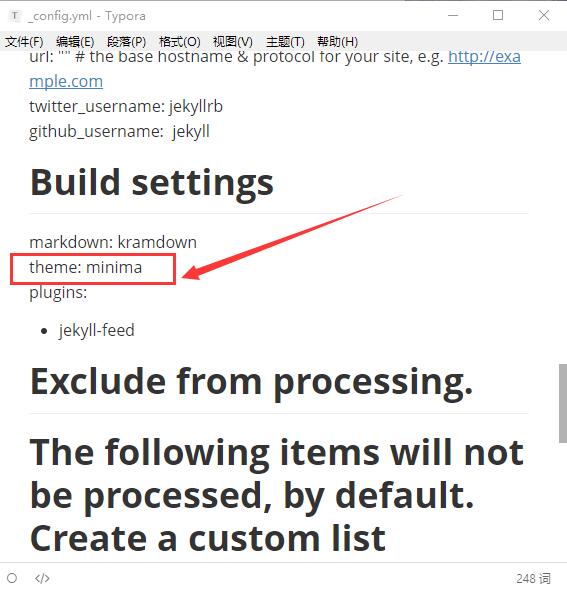 _config.yml - Typora
文件(F) 编辑(E) 段落(P) 格式(O) 视图(V) 主题(T) 帮助(H)
url: "" # the base hostname & protocol for your site, e.g. http://exa
mple.com
twitter_username: jekyllrb
github_username:  jekyll
Build settings
markdown: kramdown
theme: minima
plugins:
• jekyll-feed
Exclude from processing.
The following items will not
be processed, by default.
Create a custom list
248 词